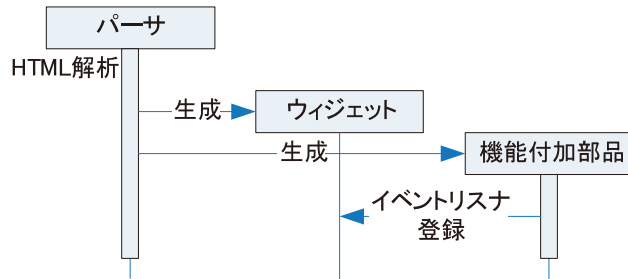 パーサ
HTML解析
生成
ウィジェット
生成
機能付加部品
イベントリスナ
登録